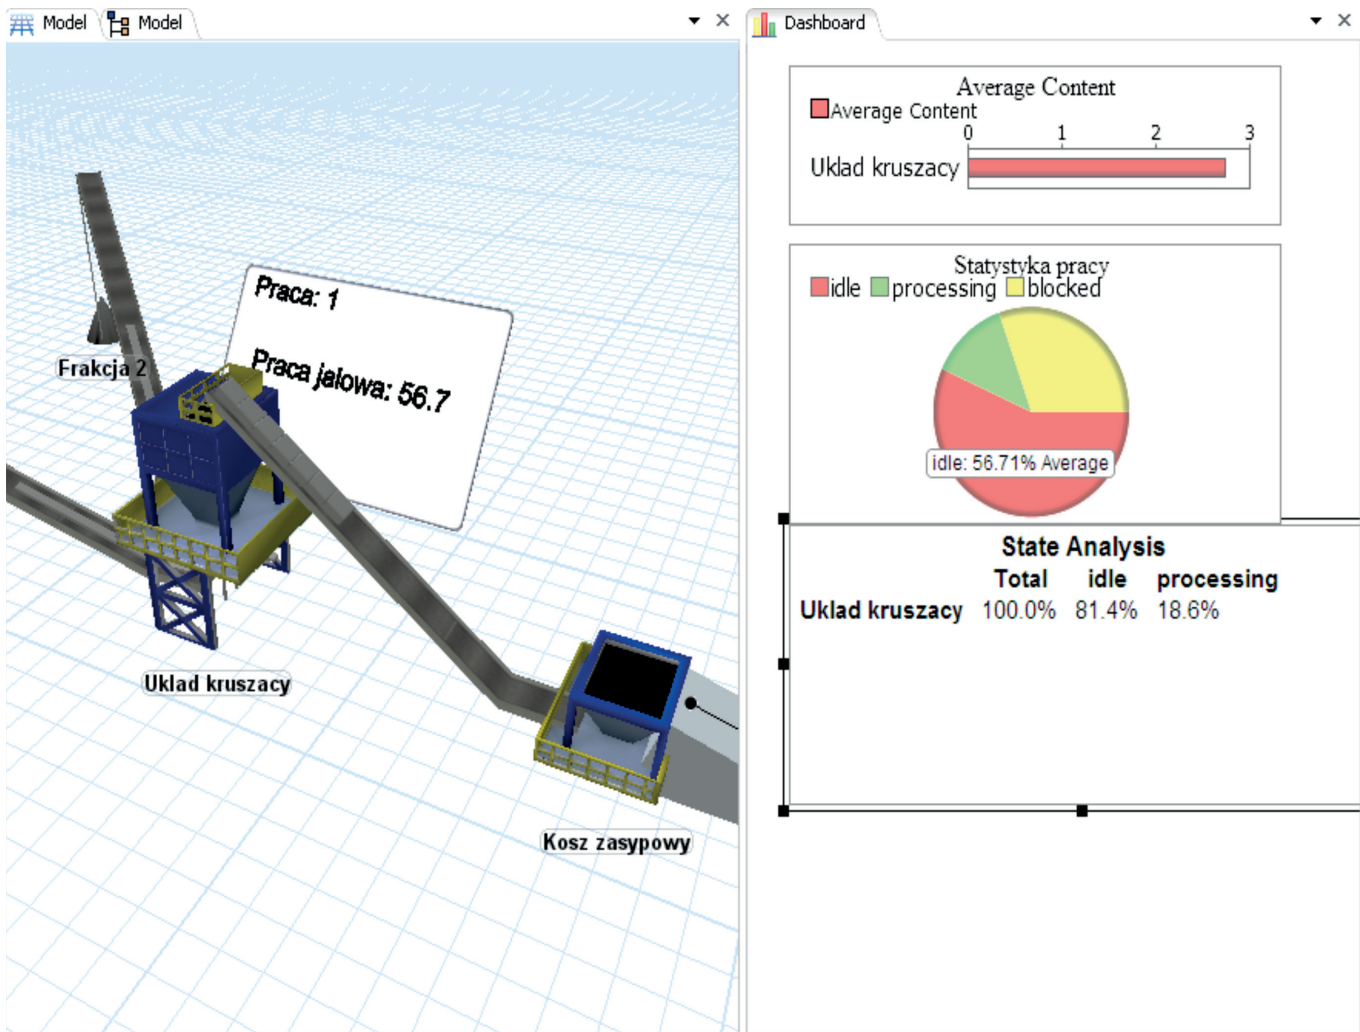 Model Model
Praca: 1
Praca jalowa: 56.7
Frakcja 2
Uklad kruszacy
Kosz zasypowy
Dashboard
Average Content
Average Content
0 1 2 3
Uklad kruszacy
Statystyka pracy
idle processing blocked
idle: 56.71% Average
State Analysis
Total idle processing
Uklad kruszacy 100.0% 81.4% 18.6%